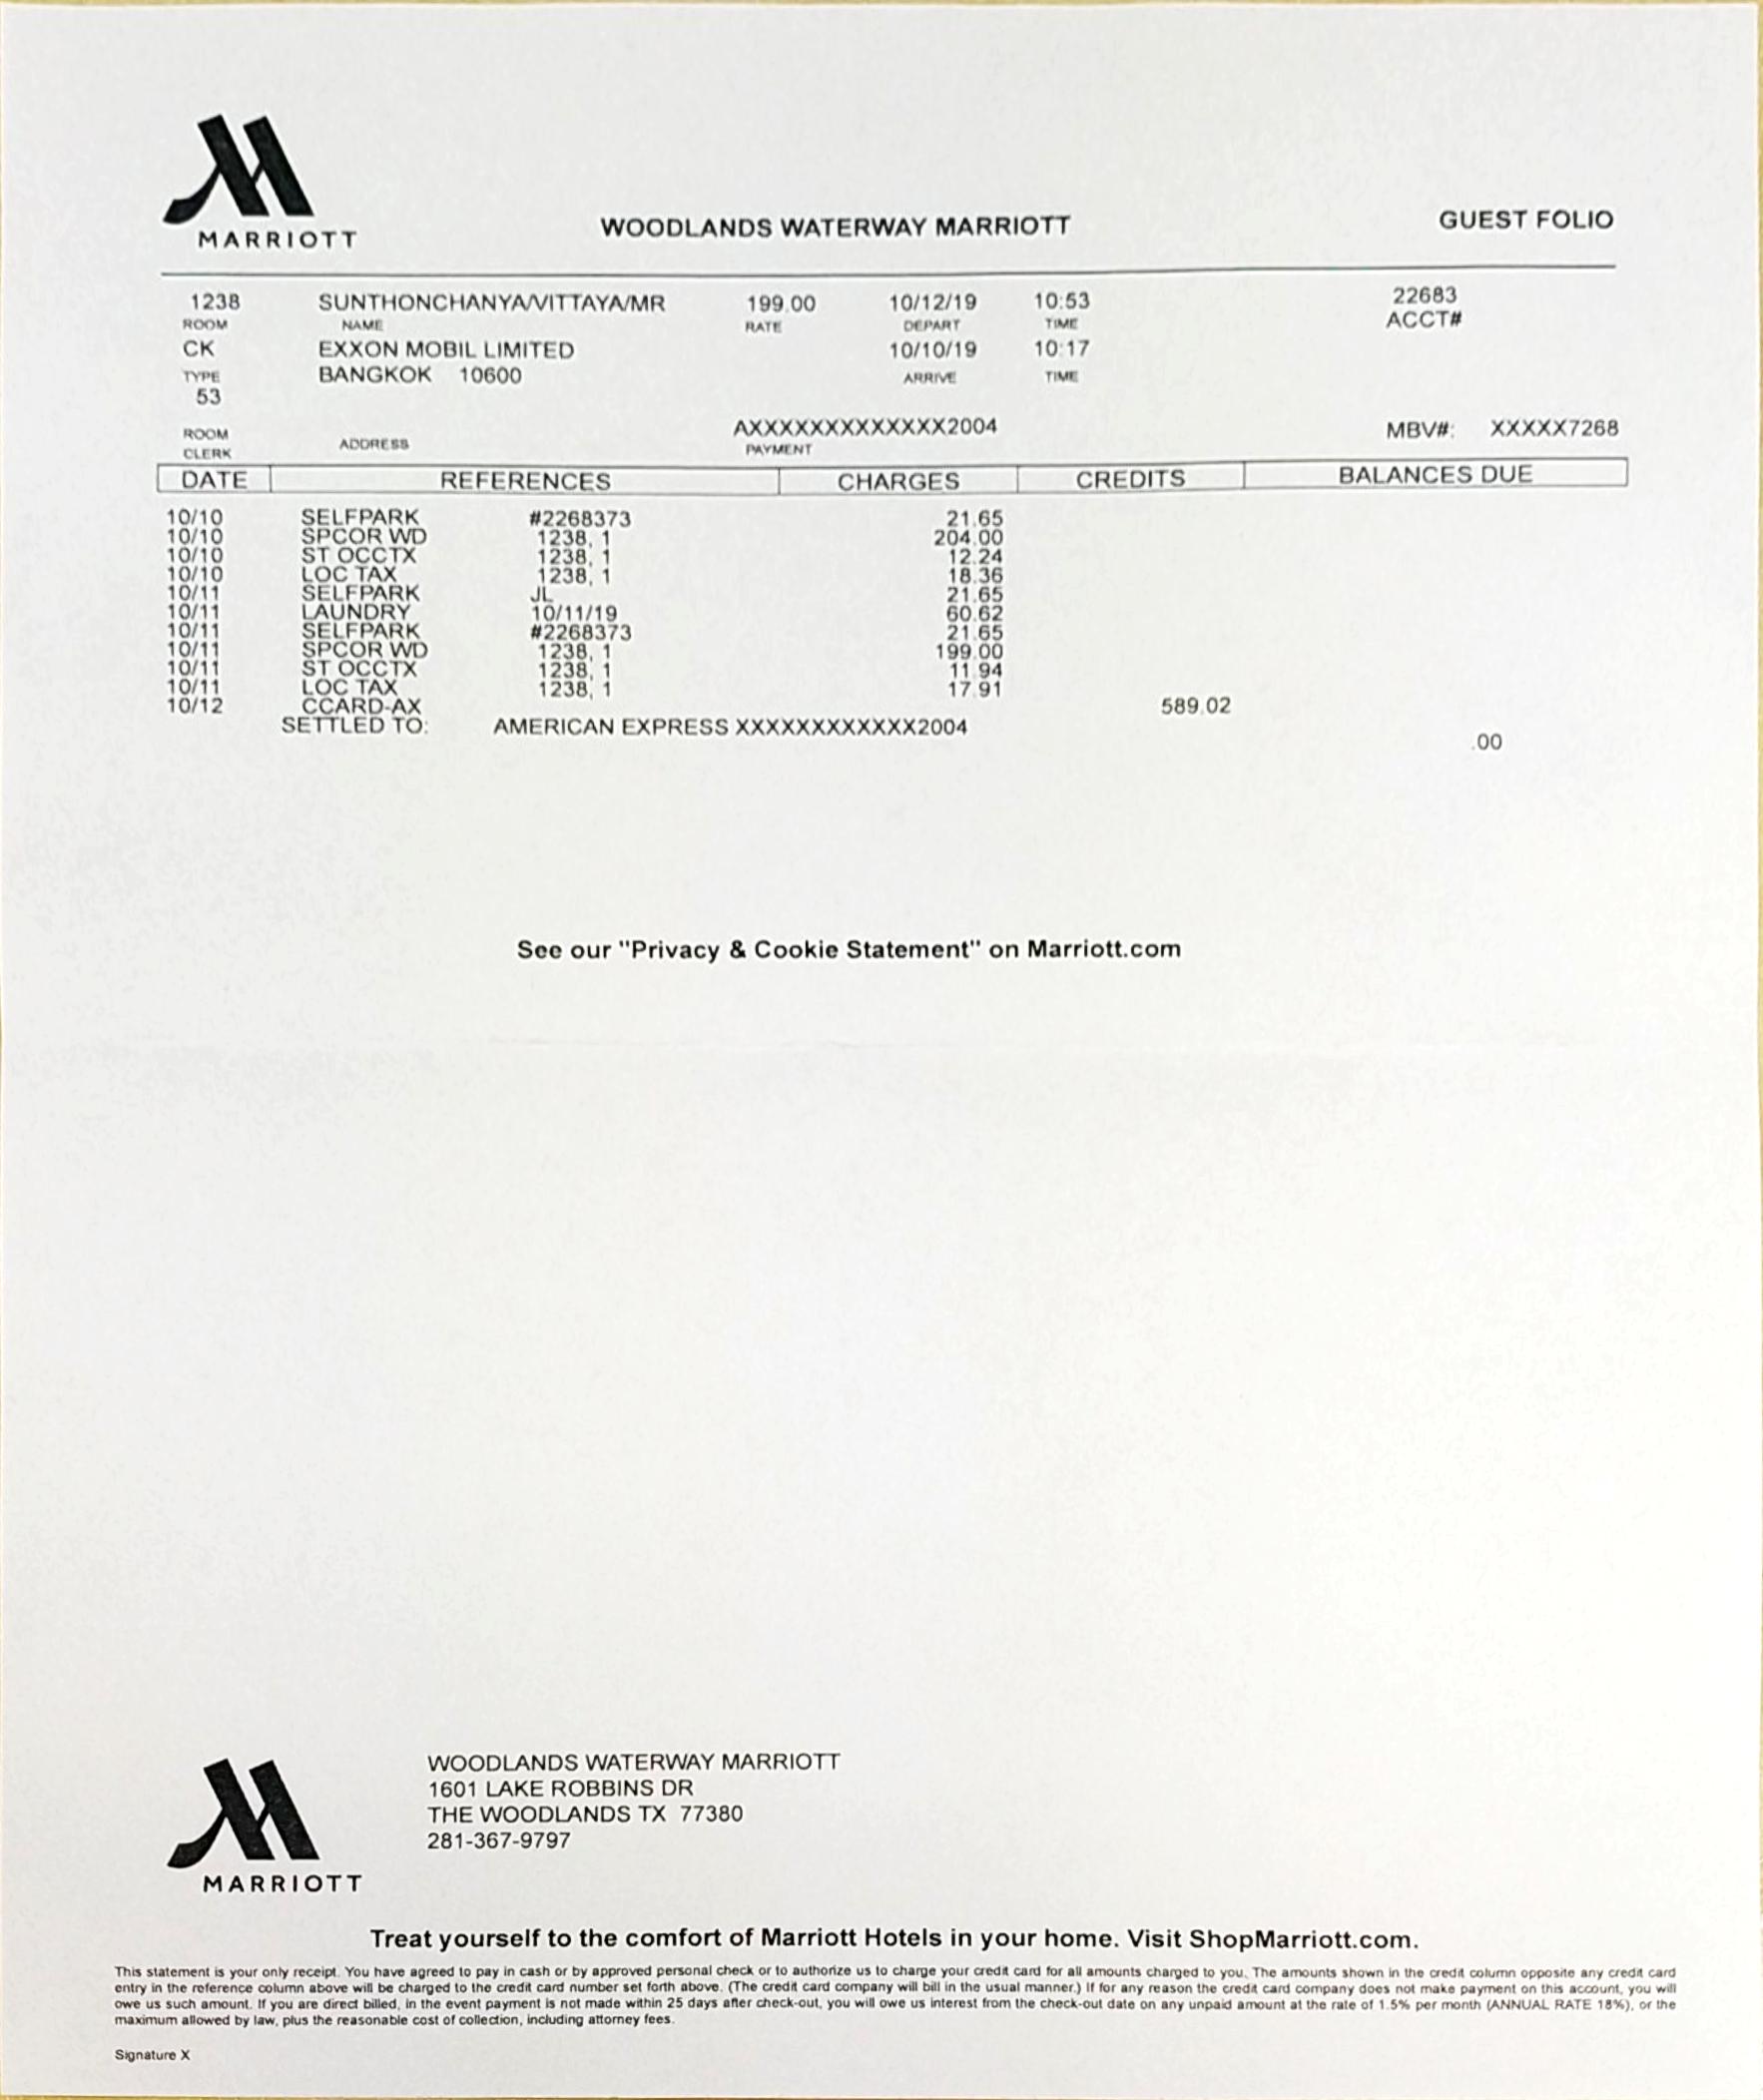 MARRIOTT
WOODLANDS WATERWAY MARRIOTT
GUEST FOLIO
1238 SUNTHONCHANYA/VITTAYA/MR 199.00 10/12/19 10:53 22683
ROOM NAME RATE DEPART TIME ACCT#
CK EXXON MOBIL LIMITED 10/10/19 10:17
TYPE BANGKOK 10600 ARRIVE TIME
53
ROOM CLERK ADDRESS AXXXXXXXXXXXXXX2004 MBV#: XXXXX7268
PAYMENT
DATE REFERENCES CHARGES CREDITS BALANCES DUE
10/10 SELFPARK #2268373 21.65
10/10 SPCOR WD 1238, 1 204.00
10/10 ST OCCTX 1238, 1 12.24
10/10 LOC TAX 1238, 1 18.36
10/11 SELFPARK JL 21.65
10/11 LAUNDRY 10/11/19 60.62
10/11 SELFPARK #2268373 21.65
10/11 SPCOR WD 1238, 1 199.00
10/11 ST OCCTX 1238, 1 11.94
10/11 LOC TAX 1238, 1 17.91
10/12 CCARD-AX 589.02
SETTLED TO: AMERICAN EXPRESS XXXXXXXXXXXX2004
.00
See our "Privacy & Cookie Statement" on Marriott.com
MARRIOTT
WOODLANDS WATERWAY MARRIOTT
1601 LAKE ROBBINS DR
THE WOODLANDS TX 77380
281-367-9797
Treat yourself to the comfort of Marriott Hotels in your home. Visit ShopMarriott.com.
This statement is your only receipt. You have agreed to pay in cash or by approved personal check or to authorize us to charge your credit card for all amounts charged to you. The amounts shown in the credit column opposite any credit card
entry in the reference column above will be charged to the credit card number set forth above. (The credit card company will bill in the usual manner.) If for any reason the credit card company does not make payment on this account, you will
owe us such amount. If you are direct billed, in the event payment is not made within 25 days after check-out, you will owe us interest from the check-out date on any unpaid amount at the rate of 1.5% per month (ANNUAL RATE 18%), or the
maximum allowed by law, plus the reasonable cost of collection, including attorney fees.
Signature X